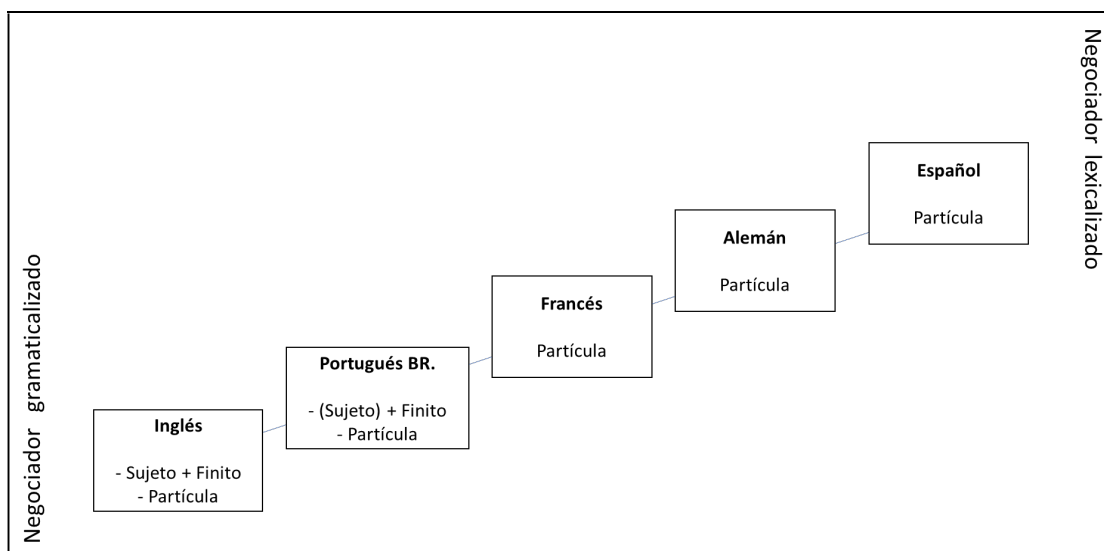 Negociador gramaticalizado
Inglés
- Sujeto + Finito
- Partícula
Portugués BR.
- (Sujeto) + Finito
- Partícula
Francés
Partícula
Alemán
Partícula
Español
Partícula
Negociador lexicalizado